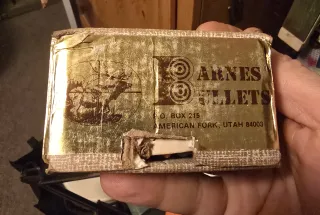 BARNES
BULLETS
P.O. BOX 215
AMERICAN FORK, UTAH 84003